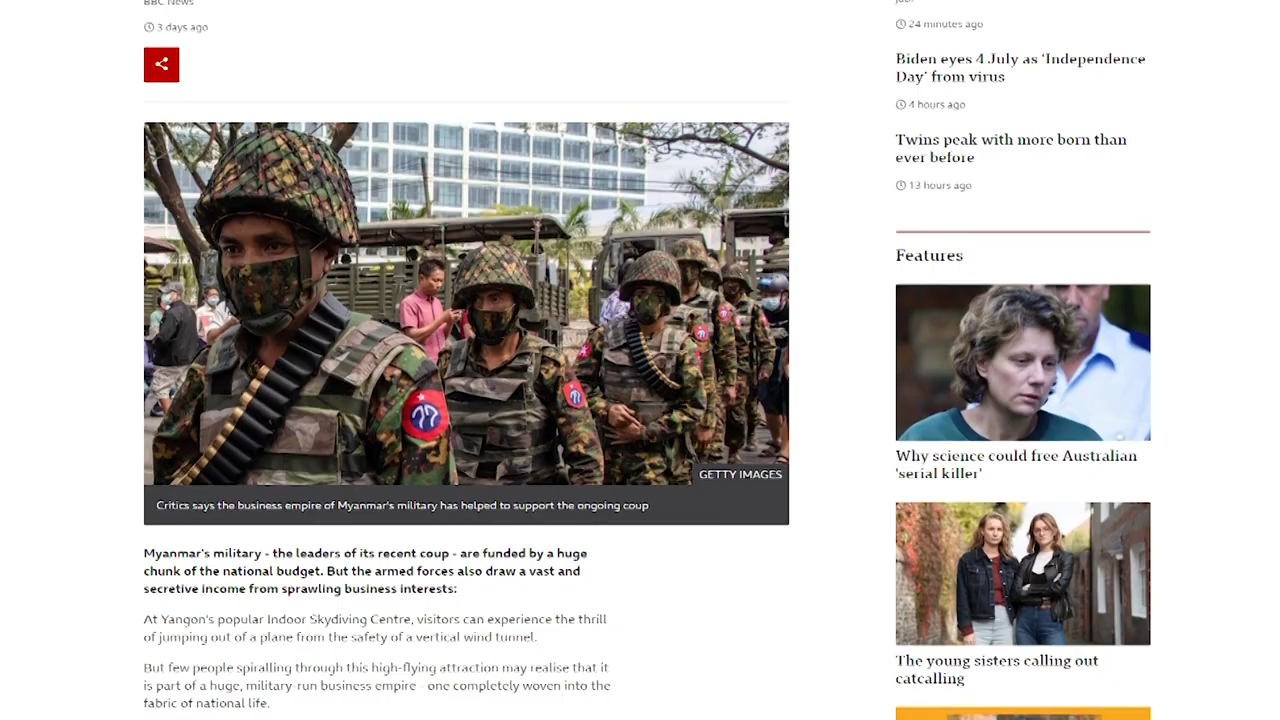 BBC News
3 days ago
GETTY IMAGES
Critics says the business empire of Myanmar's military has helped to support the ongoing coup
Myanmar's military - the leaders of its recent coup - are funded by a huge
chunk of the national budget. But the armed forces also draw a vast and
secretive income from sprawling business interests:
At Yangon's popular Indoor Skydiving Centre, visitors can experience the thrill
of jumping out of a plane from the safety of a vertical wind tunnel.
But few people spiralling through this high-flying attraction may realise that it
is part of a huge, military-run business empire - one completely woven into the
fabric of national life.
24 minutes ago
Biden eyes 4 July as 'Independence
Day' from virus
4 hours ago
Twins peak with more born than
ever before
13 hours ago
Features
Why science could free Australian
'serial killer'
The young sisters calling out
catcalling